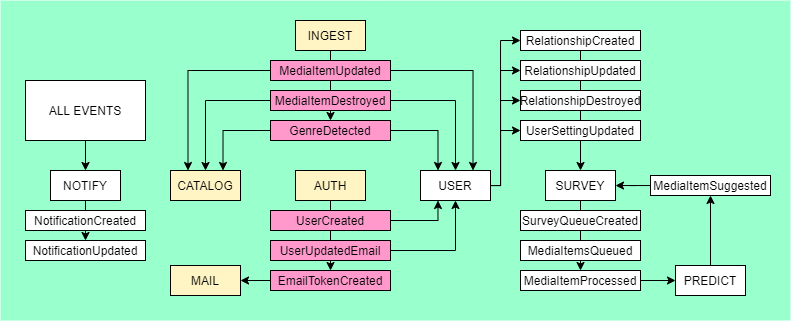 INGEST
MediaItemUpdated
MediaItemDestroyed
GenreDetected
ALL EVENTS
NOTIFY
NotificationCreated
NotificationUpdated
CATALOG
AUTH
UserCreated
UserUpdatedEmail
EmailTokenCreated
MAIL
USER
RelationshipCreated
RelationshipUpdated
RelationshipDestroyed
UserSettingUpdated
SURVEY
SurveyQueueCreated
MediaItemsQueued
MediaItemProcessed
MediaItemSuggested
PREDICT